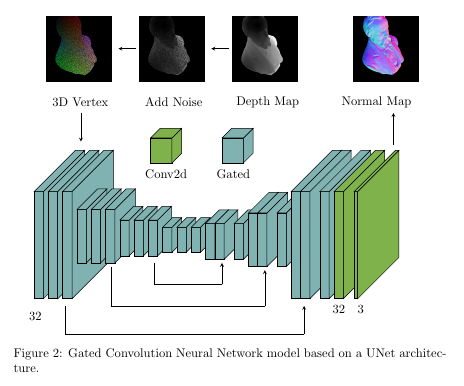 3D Vertex Add Noise Depth Map Normal Map
Conv2d Gated
32 32 3
Figure 2: Gated Convolution Neural Network model based on a UNet architec-
ture.